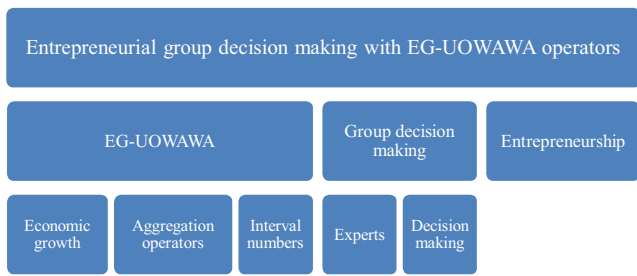 Entrepreneurial group decision making with EG-UOWAWA operators
EG-UOWAWA
Group decision
making
Entrepreneurship
Economic
growth
Aggregation
operators
Interval
numbers
Experts
Decision
making